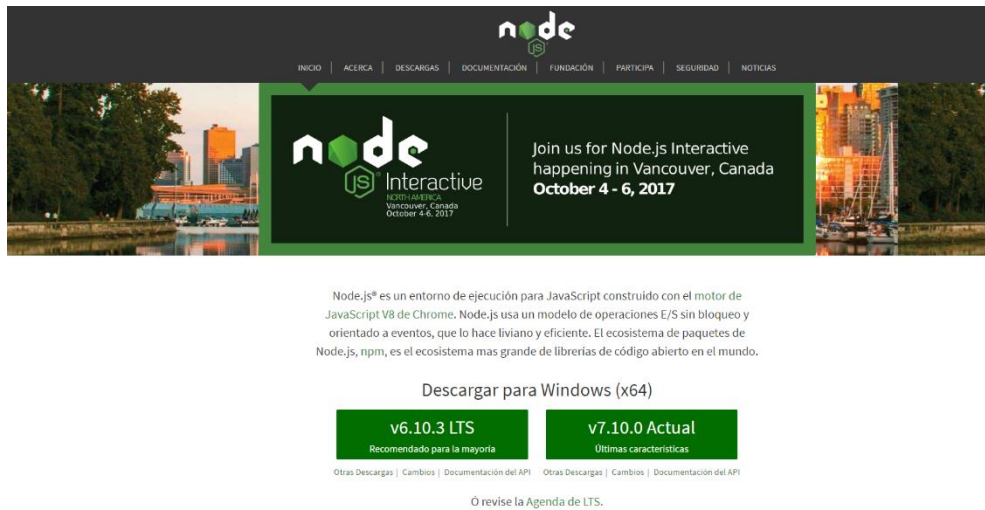 node
JS
INICIO | ACERCA | DESCARGAS | DOCUMENTACIÓN | FUNDACIÓN | PARTICIPA | SEGURIDAD | NOTICIAS
node
JS Interactive
NORTH AMERICA
Vancouver, Canada
October 4-6, 2017
Join us for Node.js Interactive
happening in Vancouver, Canada
October 4 - 6, 2017
Node.js® es un entorno de ejecución para JavaScript construido con el motor de
JavaScript V8 de Chrome. Node.js usa un modelo de operaciones E/S sin bloqueo y
orientado a eventos, que lo hace liviano y eficiente. El ecosistema de paquetes de
Node.js, npm, es el ecosistema mas grande de librerías de código abierto en el mundo.
Descargar para Windows (x64)
v6.10.3 LTS
Recomendado para la mayoría
v7.10.0 Actual
Últimas características
Otras Descargas | Cambios | Documentación del API
Otras Descargas | Cambios | Documentación del API
Ó revise la Agenda de LTS.